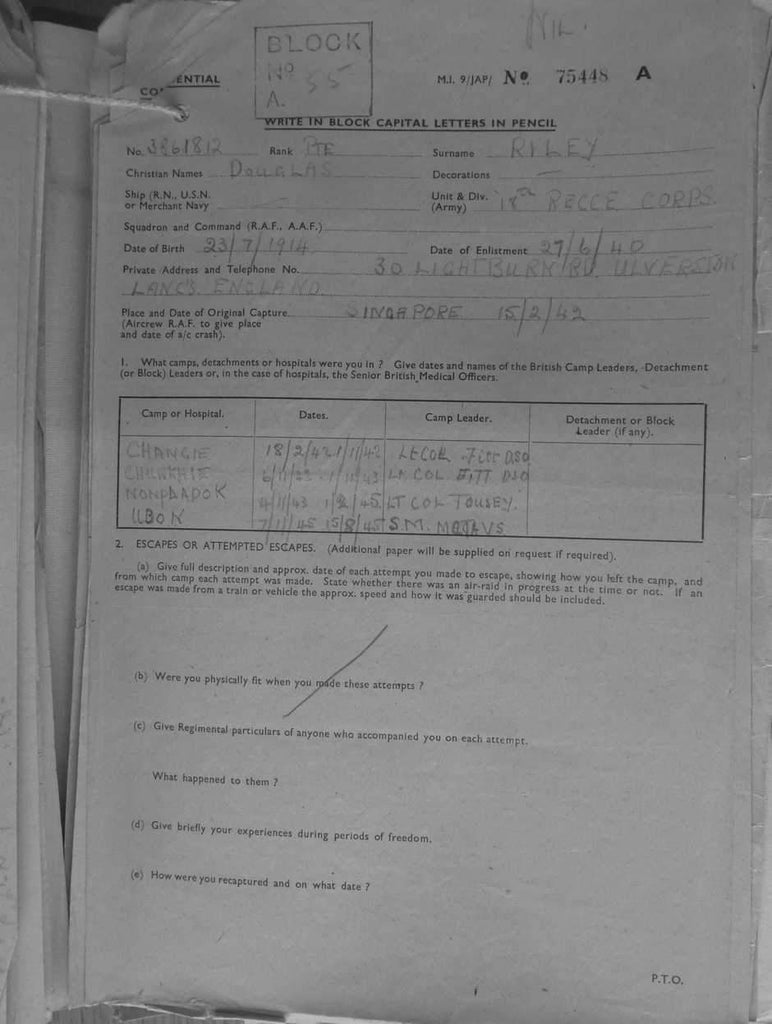 NIL.
BLOCK
Nº 55
A.
ENTIAL
CO
M.I. 9/JAP/ Nº 75448 A
WRITE IN BLOCK CAPITAL LETTERS IN PENCIL
No. 3861812 Rank PTE Surname RILEY
Christian Names DOUGLAS Decorations —
Ship (R.N., U.S.N. or Merchant Navy — Unit & Div. (Army) 18TH RECCE CORPS.
Squadron and Command (R.A.F., A.A.F.)
Date of Birth 23/7/1914 Date of Enlistment 27/6/40
Private Address and Telephone No. 30 LIGHTBURN RD ULVERSTON
LANCS ENGLAND
Place and Date of Original Capture SINGAPORE 15/2/42
(Aircrew R.A.F. to give place
and date of a/c crash).
1. What camps, detachments or hospitals were you in ? Give dates and names of the British Camp Leaders, Detachment
(or Block) Leaders or, in the case of hospitals, the Senior British Medical Officers.
Camp or Hospital. Dates. Camp Leader. Detachment or Block Leader (if any).
CHANGIE 18/2/42 1/11/42 LT COL FITT DSO
LT COL FITT DSO
NONPLADOK 4/11/43 1/2/45 LT COL TOUSEY.
UBON 15/8/45 S.M.
2. ESCAPES OR ATTEMPTED ESCAPES. (Additional paper will be supplied on request if required).
(a) Give full description and approx. date of each attempt you made to escape, showing how you left the camp, and
from which camp each attempt was made. State whether there was an air-raid in progress at the time or not. If an
escape was made from a train or vehicle the approx. speed and how it was guarded should be included.
(b) Were you physically fit when you made these attempts ?
(c) Give Regimental particulars of anyone who accompanied you on each attempt.
What happened to them ?
(d) Give briefly your experiences during periods of freedom.
(e) How were you recaptured and on what date ?
P.T.O.